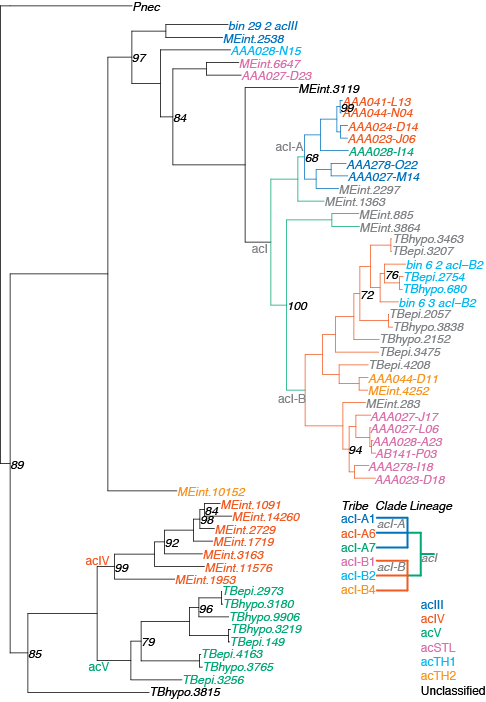 Pnec
bin 29 2 acIII
MEint.2538
97
AAA028-N15
MEint.6647
AAA027-D23
84
MEint.3119
AAA041-L13
99
AAA044-N04
AAA024-D14
AAA023-J06
acI-A
AAA028-I14
68
AAA278-O22
AAA027-M14
MEint.2297
MEint.1363
MEint.885
MEint.3864
TBhypo.3463
acI
TBepi.3207
bin 6 2 acI–B2
76
TBepi.2754
TBhypo.680
72
bin 6 3 acI–B2
100
TBepi.2057
TBhypo.3838
TBhypo.2152
TBepi.3475
TBepi.4208
AAA044-D11
MEint.4252
acI-B
MEint.283
AAA027-J17
AAA027-L06
AAA028-A23
94
AB141-P03
AAA278-I18
89
AAA023-D18
MEint.10152
MEint.1091
84
MEint.14260
98
MEint.2729
92
MEint.1719
acIV
MEint.3163
99
MEint.11576
MEint.1953
TBepi.2973
TBhypo.3180
96
TBhypo.9906
TBhypo.3219
79
TBepi.149
85
TBepi.4163
acV
TBhypo.3765
TBepi.3256
TBhypo.3815
Tribe Clade Lineage
acI-A1
acI-A
acI-A6
acI-A7
acI
acI-B1
acI-B
acI-B2
acI-B4
acIII
acIV
acV
acSTL
acTH1
acTH2
Unclassified